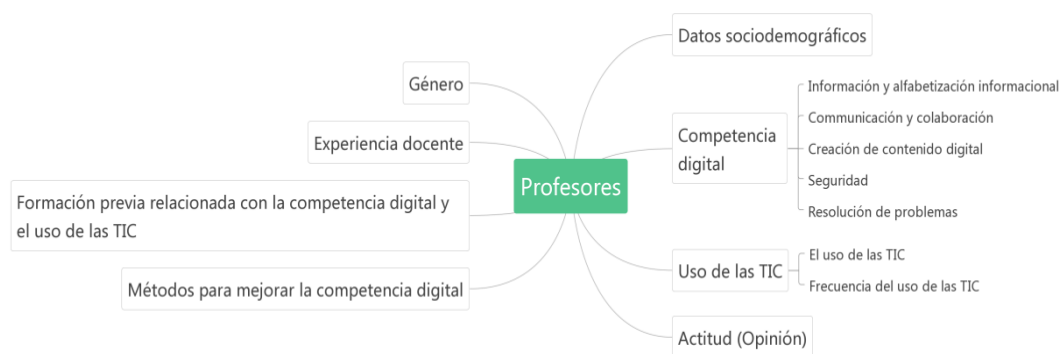 Profesores
Género
Experiencia docente
Formación previa relacionada con la competencia digital y
el uso de las TIC
Métodos para mejorar la competencia digital
Datos sociodemográficos
Competencia
digital
Información y alfabetización informacional
Communicación y colaboración
Creación de contenido digital
Seguridad
Resolución de problemas
Uso de las TIC
El uso de las TIC
Frecuencia del uso de las TIC
Actitud (Opinión)